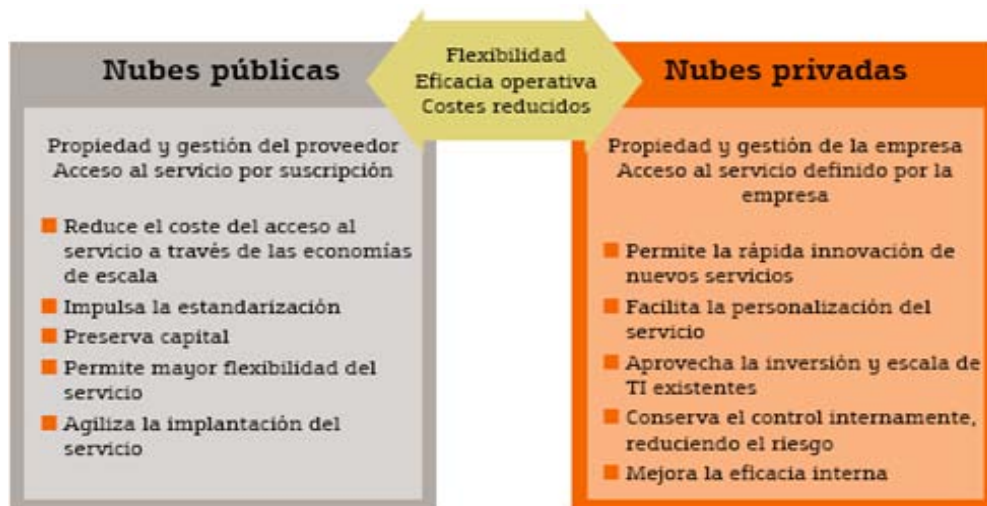 Nubes públicas
Propiedad y gestión del proveedor
Acceso al servicio por suscripción
Reduce el coste del acceso al
servicio a través de las economías
de escala
Impulsa la estandarización
Preserva capital
Permite mayor flexibilidad del
servicio
Agiliza la implantación del
servicio
Flexibilidad
Eficacia operativa
Costes reducidos
Nubes privadas
Propiedad y gestión de la empresa
Acceso al servicio definido por la
empresa
Permite la rápida innovación de
nuevos servicios
Facilita la personalización del
servicio
Aprovecha la inversión y escala de
TI existentes
Conserva el control internamente,
reduciendo el riesgo
Mejora la eficacia interna